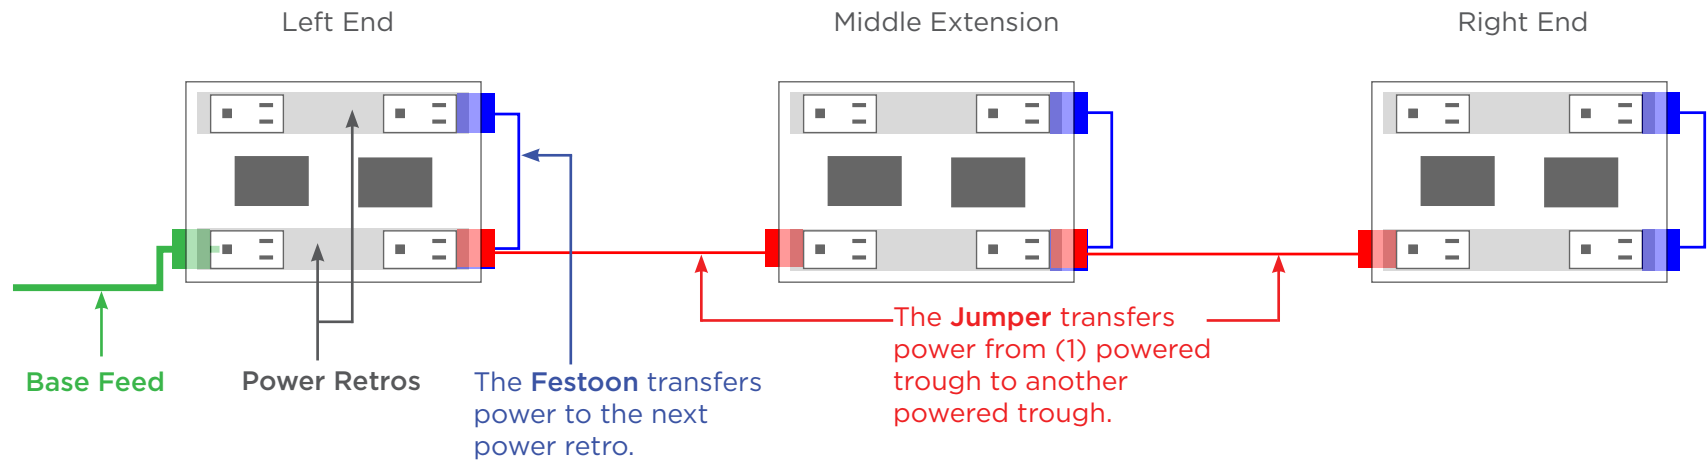 Left End
Middle Extension
Right End
Base Feed
Power Retros
The Festoon transfers
power to the next
power retro.
The Jumper transfers
power from (1) powered
trough to another
powered trough.